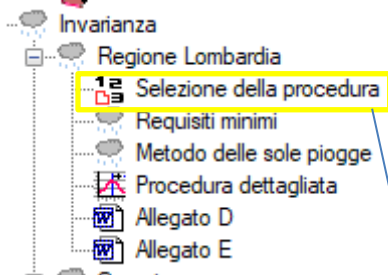 Invarianza
Regione Lombardia
Selezione della procedura
Requisiti minimi
Metodo delle sole piogge
Procedura dettagliata
Allegato D
Allegato E